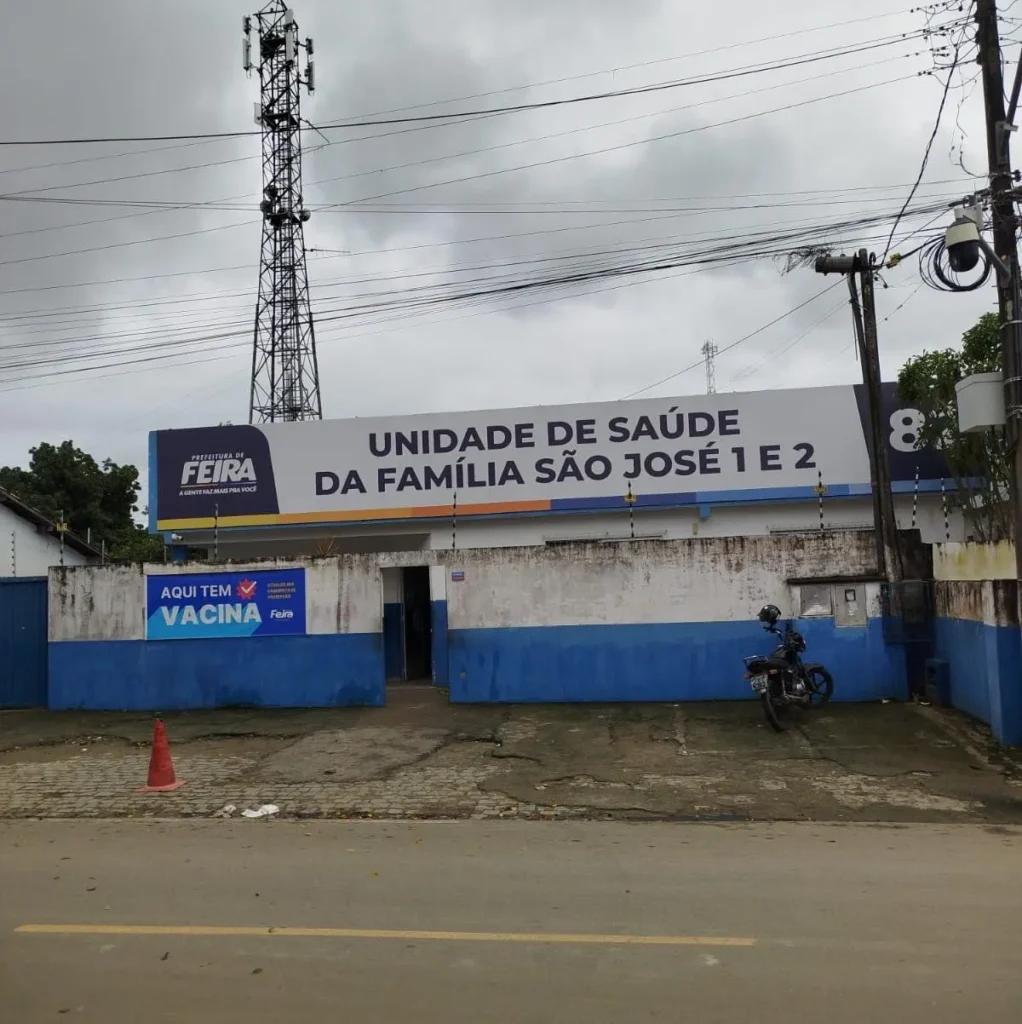 PREFEITURA DE
FEIRA
A GENTE FAZ MAIS PRA VOCÊ
UNIDADE DE SAÚDE
DA FAMÍLIA SÃO JOSÉ 1 E 2
8
AQUI TEM
VACINA
Feira